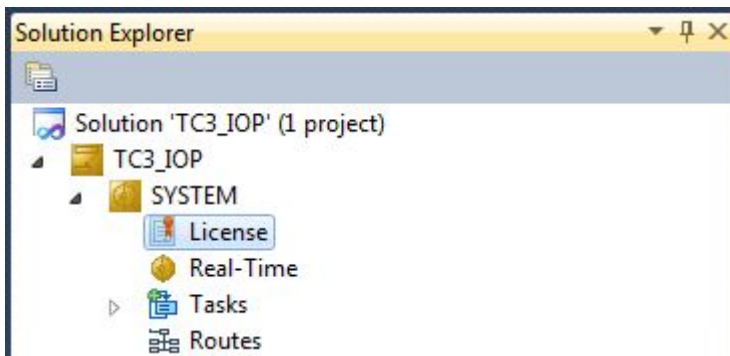 Solution Explorer
Solution 'TC3_IOP' (1 project)
TC3_IOP
SYSTEM
License
Real-Time
Tasks
Routes